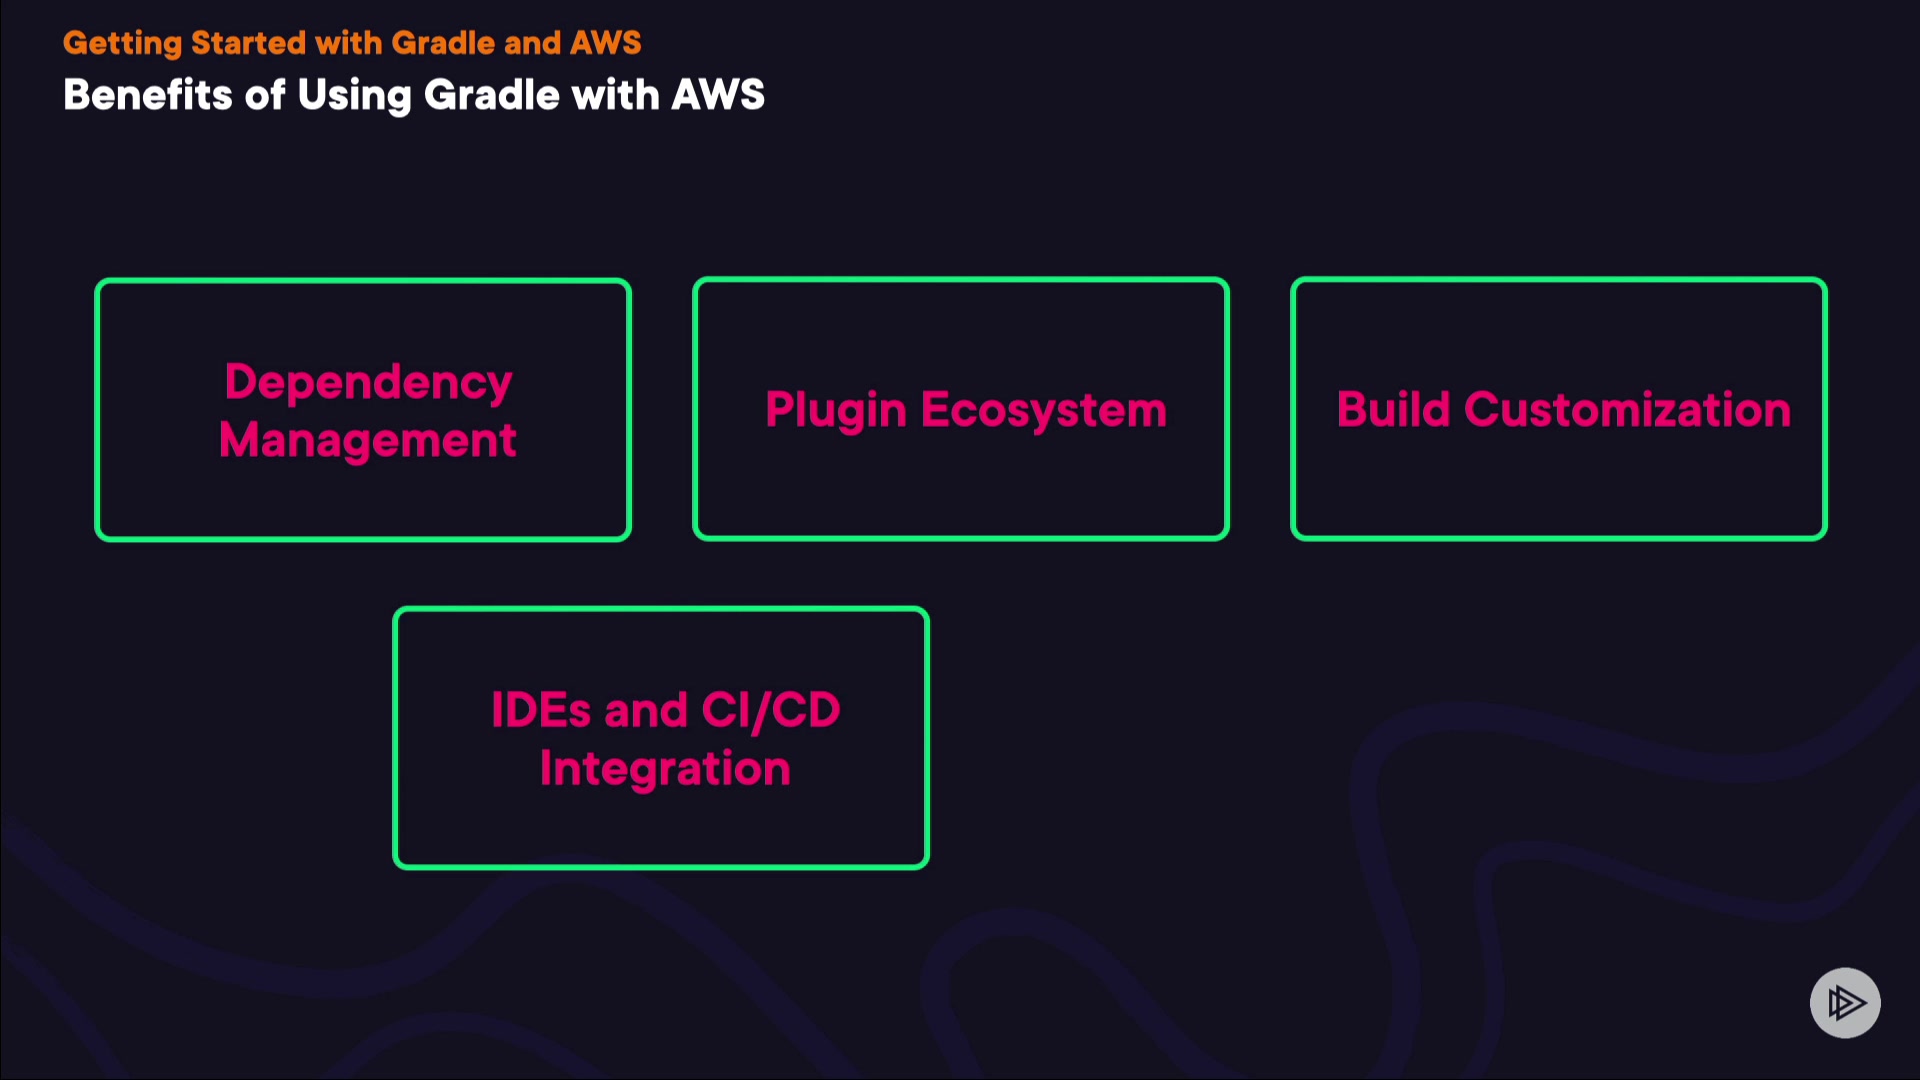 Getting Started with Gradle and AWS
Benefits of Using Gradle with AWS
Dependency
Management
Plugin Ecosystem
Build Customization
IDEs and CI/CD
Integration